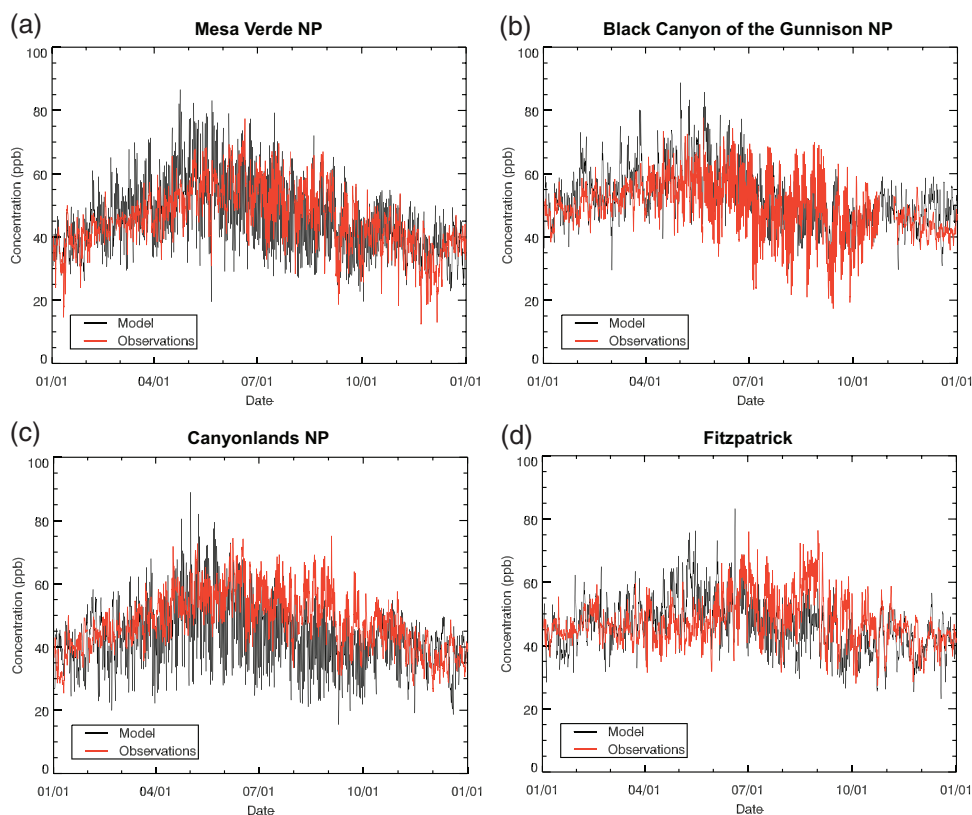 (a)
Mesa Verde NP
100
80
60
40
20
0
Concentration (ppb)
Model
Observations
01/01 04/01 07/01 10/01 01/01
Date
(b)
Black Canyon of the Gunnison NP
100
80
60
40
20
0
Concentration (ppb)
Model
Observations
01/01 04/01 07/01 10/01 01/01
Date
(c)
Canyonlands NP
100
80
60
40
20
0
Concentration (ppb)
Model
Observations
01/01 04/01 07/01 10/01 01/01
Date
(d)
Fitzpatrick
100
80
60
40
20
0
Concentration (ppb)
Model
Observations
01/01 04/01 07/01 10/01 01/01
Date